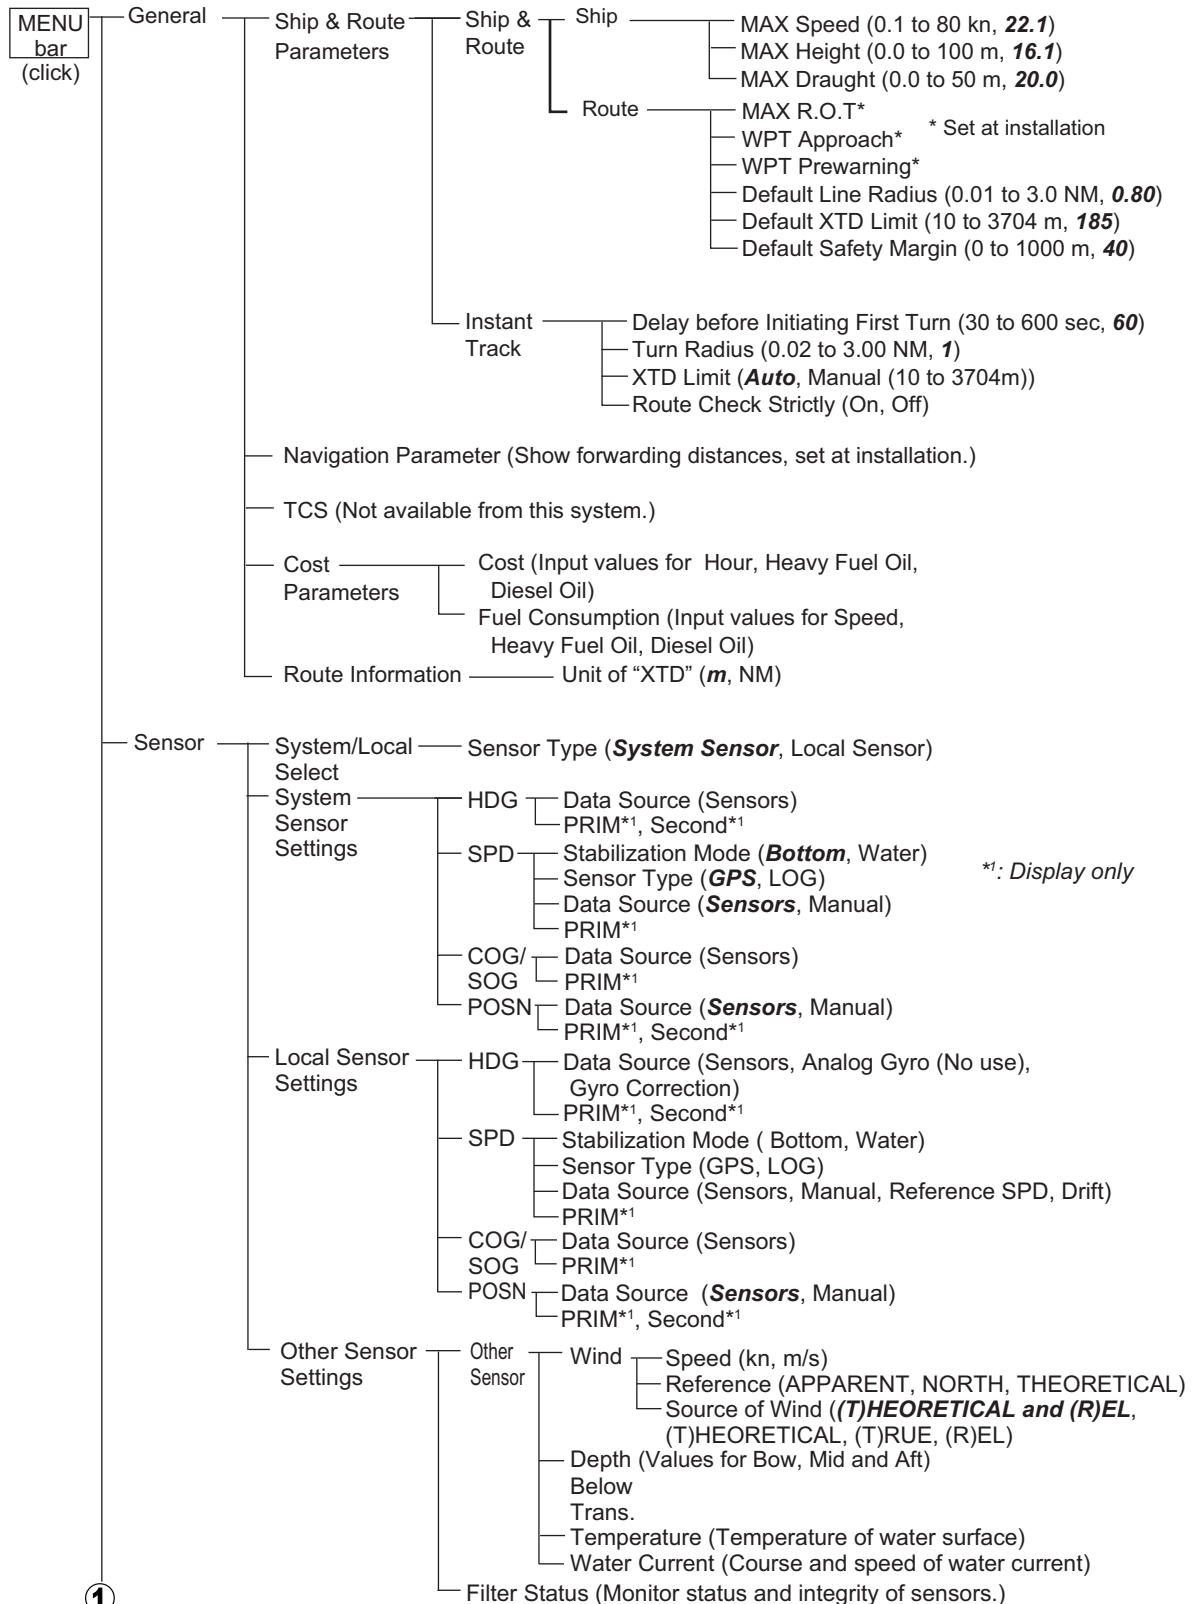 MENU
bar
(click)
General
Ship & Route
Parameters
Ship &
Route
Ship
MAX Speed (0.1 to 80 kn, 22.1)
MAX Height (0.0 to 100 m, 16.1)
MAX Draught (0.0 to 50 m, 20.0)
Route
MAX R.O.T*
WPT Approach*
* Set at installation
WPT Prewarning*
Default Line Radius (0.01 to 3.0 NM, 0.80)
Default XTD Limit (10 to 3704 m, 185)
Default Safety Margin (0 to 1000 m, 40)
Instant
Track
Delay before Initiating First Turn (30 to 600 sec, 60)
Turn Radius (0.02 to 3.00 NM, 1)
XTD Limit (Auto, Manual (10 to 3704m))
Route Check Strictly (On, Off)
Navigation Parameter (Show forwarding distances, set at installation.)
TCS (Not available from this system.)
Cost
Parameters
Cost (Input values for Hour, Heavy Fuel Oil,
Diesel Oil)
Fuel Consumption (Input values for Speed,
Heavy Fuel Oil, Diesel Oil)
Route Information
Unit of “XTD” (m, NM)
Sensor
System/Local
Select
Sensor Type (System Sensor, Local Sensor)
System
Sensor
Settings
HDG
Data Source (Sensors)
PRIM*1, Second*1
SPD
Stabilization Mode (Bottom, Water)
Sensor Type (GPS, LOG)
*1: Display only
Data Source (Sensors, Manual)
PRIM*1
COG/
SOG
Data Source (Sensors)
PRIM*1
POSN
Data Source (Sensors, Manual)
PRIM*1, Second*1
Local Sensor
Settings
HDG
Data Source (Sensors, Analog Gyro (No use),
Gyro Correction)
PRIM*1, Second*1
SPD
Stabilization Mode ( Bottom, Water)
Sensor Type (GPS, LOG)
Data Source (Sensors, Manual, Reference SPD, Drift)
PRIM*1
COG/
SOG
Data Source (Sensors)
PRIM*1
POSN
Data Source (Sensors, Manual)
PRIM*1, Second*1
Other Sensor
Settings
Other
Sensor
Wind
Speed (kn, m/s)
Reference (APPARENT, NORTH, THEORETICAL)
Source of Wind ((T)HEORETICAL and (R)EL,
(T)HEORETICAL, (T)RUE, (R)EL)
Depth (Values for Bow, Mid and Aft)
Below
Trans.
Temperature (Temperature of water surface)
Water Current (Course and speed of water current)
Filter Status (Monitor status and integrity of sensors.)
1